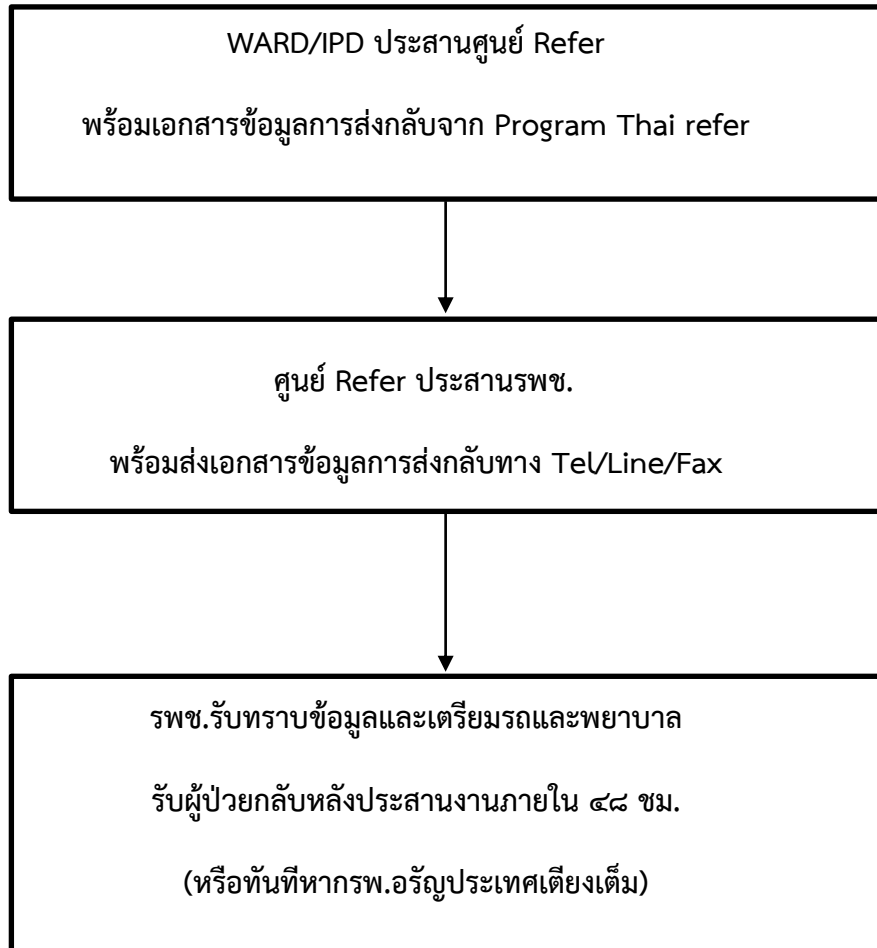 WARD/IPD ประสานศูนย์ Refer
พร้อมเอกสารข้อมูลการส่งกลับจาก Program Thai refer
ศูนย์ Refer ประสานรพช.
พร้อมส่งเอกสารข้อมูลการส่งกลับทาง Tel/Line/Fax
รพช.รับทราบข้อมูลและเตรียมรถและพยาบาล
รับผู้ป่วยกลับหลังประสานงานภายใน ๔๘ ชม.
(หรือทันทีหากรพ.อรัญประเทศเตียงเต็ม)